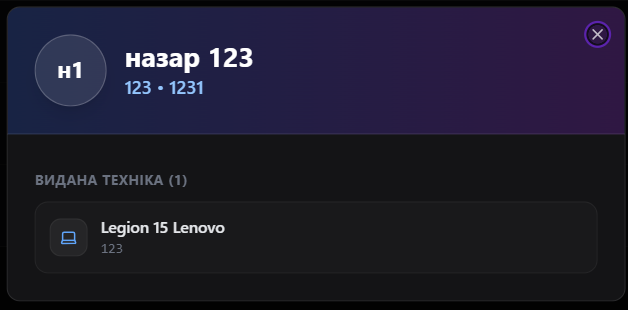 н1
назар 123
123 • 1231
ВИДАНА ТЕХНІКА (1)
Legion 15 Lenovo
123